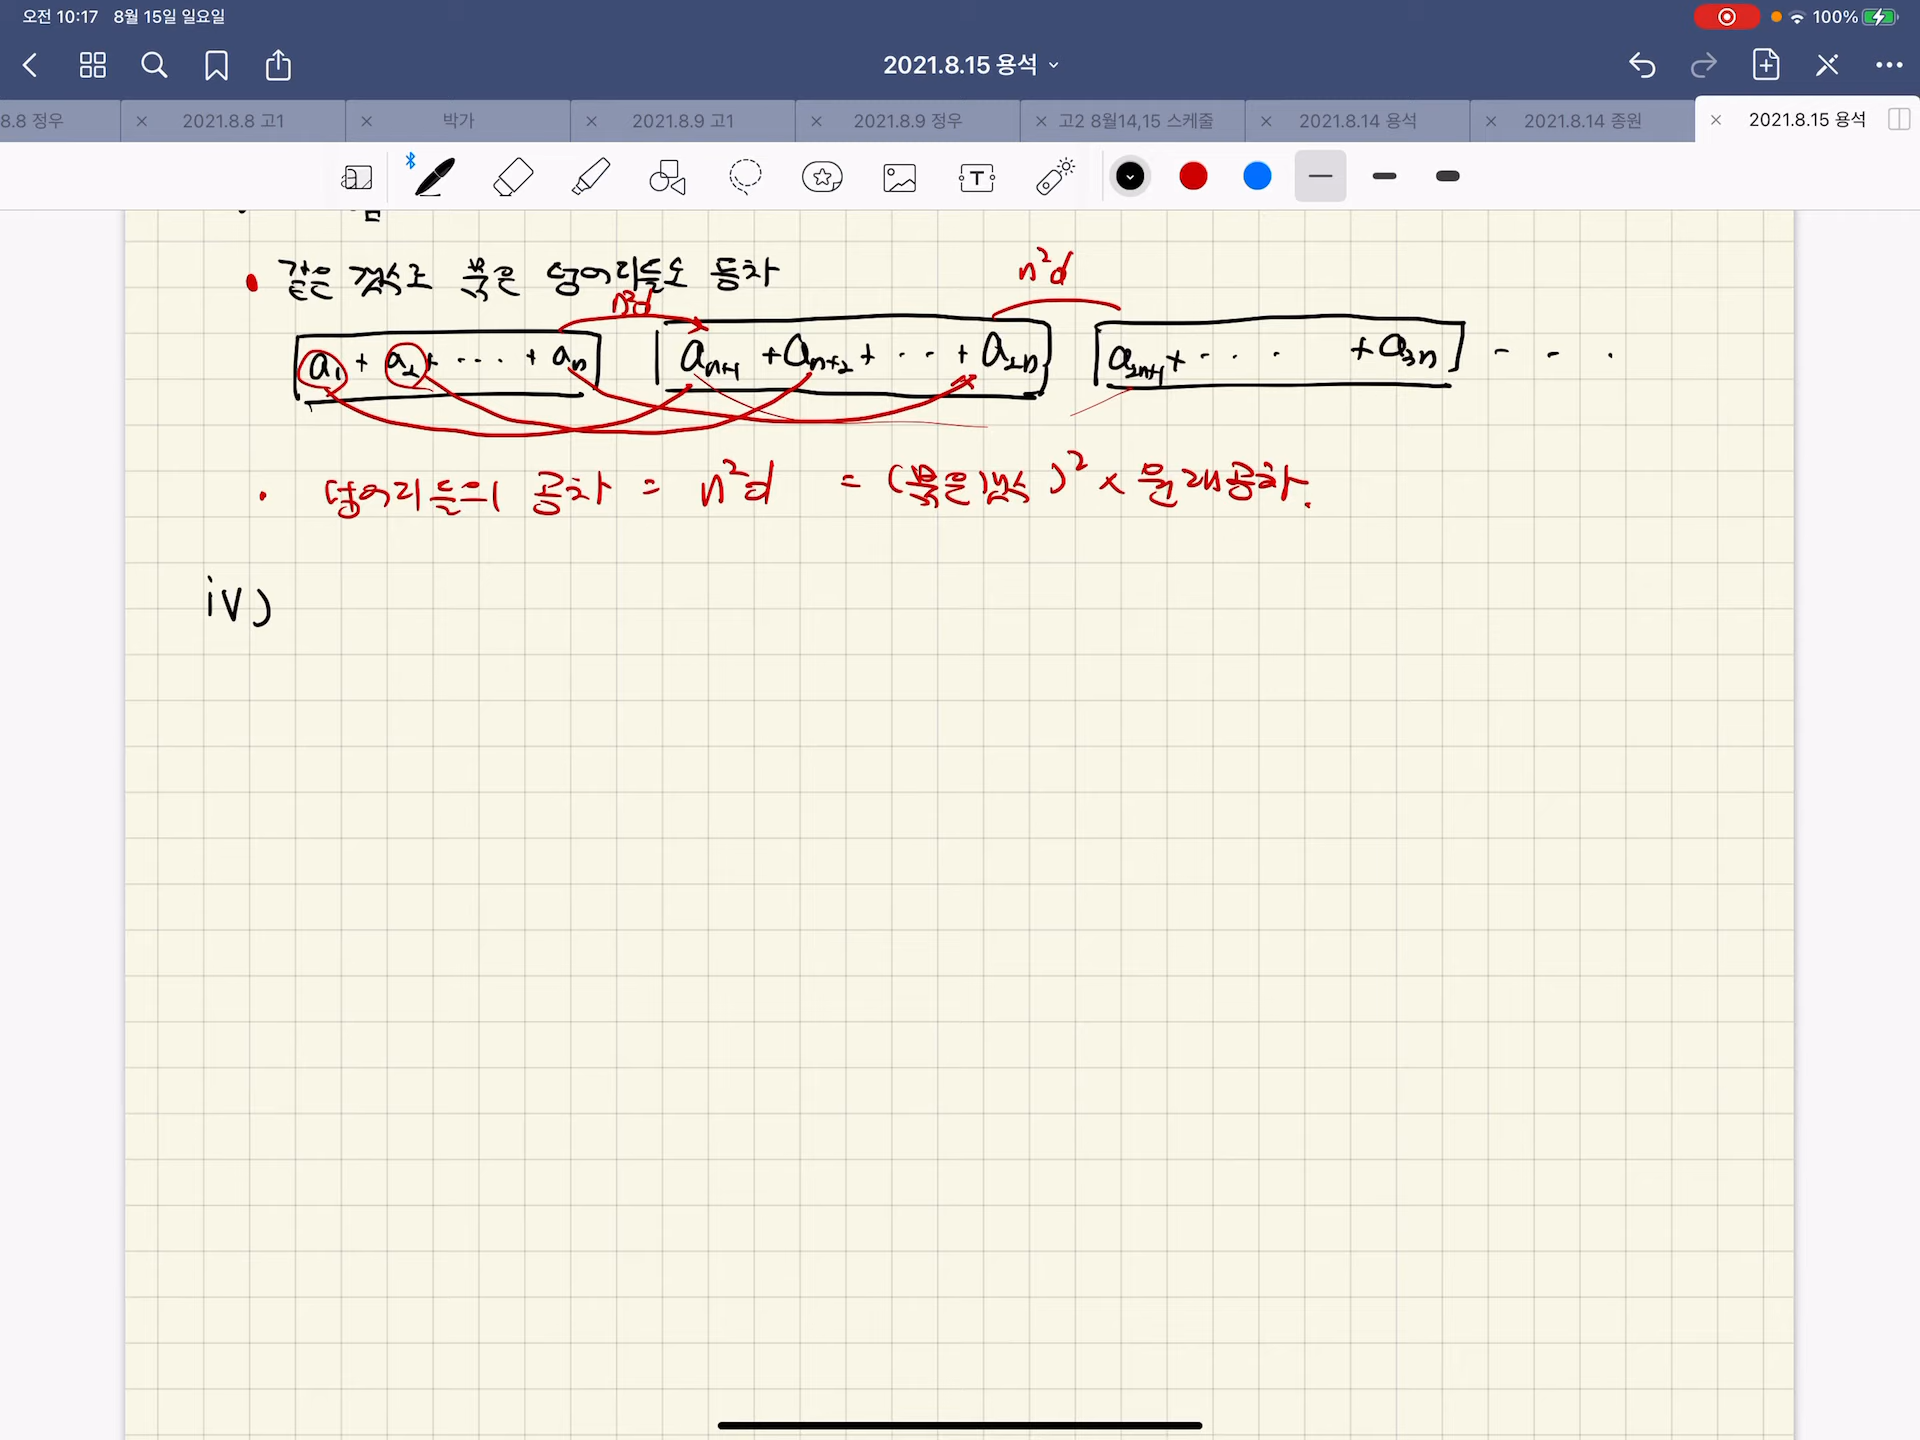 오전 10:17 8월 15일 일요일 100%
2021.8.15 용석
8.8 정우 2021.8.8 고1 박가 2021.8.9 고1 2021.8.9 정우 고2 8월14,15 스케줄 2021.8.14 용석 2021.8.14 종원 2021.8.15 용석
• 같은 갯수로 묶은 덩어리들도 등차
n²d n²d
a₁ + a₂ + ···· + aₙ aₙ₊₁ + aₙ₊₂ + ··· + a₂ₙ a₂ₙ₊₁ + ··· + a₃ₙ - - ·
· 덩어리들의 공차 = n²d = (묶은갯수)² × 원래공차.
iv)